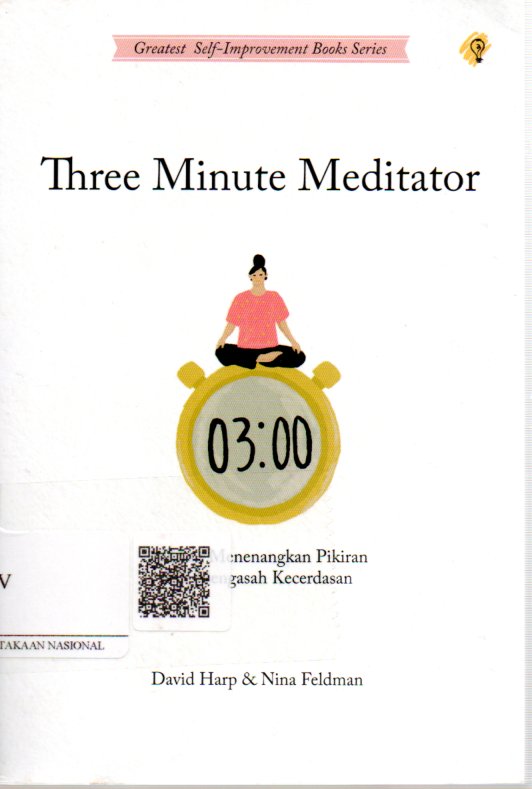 Greatest Self-Improvement Books Series
Three Minute Meditator
03:00
Menenangkan Pikiran
engasah Kecerdasan
V
TAKAAN NASIONAL
David Harp & Nina Feldman